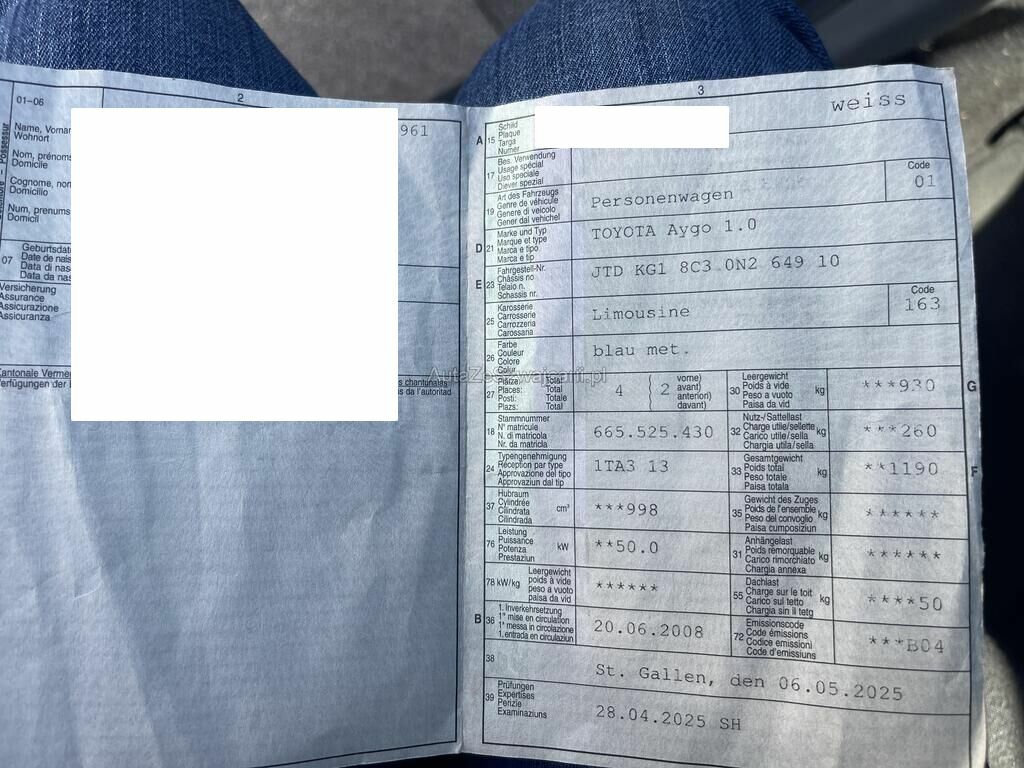 2
01-06
961
Name, Vornam
Wohnort
Nom, prénoms
Domicile
Cognome, nom
Domicilio
Num, prenums
Domicil
07
Geburtsdat
Date de nais
Data di nas
Data da nas
Versicherung
Assurance
Assicurazione
Assicuranza
Kantonale Vermer
3
weiss
A 15 Schild
Plaque
Targa
Numer
17 Bes. Verwendung
Usage spécial
Uso speciale
Diever spezial
19 Art des Fahrzeugs
Genre de véhicule
Genere di veicolo
Gener dal vehichel
Personenwagen
Code
01
D 21 Marke und Typ
Marque et type
Marca e tipo
Marca e tip
TOYOTA Aygo 1.0
E 23 Fahrgestell-Nr.
Châssis no
Telaio n.
Schassis nr.
JTD KG1 8C3 0N2 649 10
25 Karosserie
Carrosserie
Carrozzeria
Carossaria
Limousine
Code
163
26 Farbe
Couleur
Colore
Colur
blau met.
AutaZeSzwajcarii.pl
27 Plätze: Total
Places: Total
Posti: Totale
Plazs: Total
4 2 vorne)
avant)
anteriori)
davant)
30 Leergewicht
Poids à vide
Peso a vuoto
Paisa da vid
kg ***930 G
18 Stammnummer
N° matricule
N. di matricola
Nr. da matricla
665.525.430
32 Nutz-/Sattellast
Charge utile/sellette
Carico utile/sella
Chargia utila/sella
kg ***260
24 Typengenehmigung
Réception par type
Approvazione del tipo
Approvaziun dal tip
1TA3 13
33 Gesamtgewicht
Poids total
Peso totale
Paisa totala
kg **1190 F
37 Hubraum
Cylindrée
Cilindrata
Cilindrada
cm³ ***998
35 Gewicht des Zuges
Poids de l'ensemble
Peso del convoglio
Paisa cumposiziun
kg ******
76 Leistung
Puissance
Potenza
Prestaziun
kW **50.0
31 Anhängelast
Poids remorquable
Carico rimorchiato
Chargia annexa
kg ******
78 kW/kg Leergewicht
poids à vide
peso a vuoto
paisa da vid
******
55 Dachlast
Charge sur le toit
Carico sul tetto
Chargia sin il tetg
kg ****50
B 36 1. Inverkehrsetzung
1re mise en circulation
1a messa in circolazione
1. entrada en circulaziun
20.06.2008
72 Emissionscode
Code émissions
Codice emissioni
Code d'emissiuns
***B04
38 St. Gallen, den 06.05.2025
39 Prüfungen
Expertises
Perizie
Examinaziuns
28.04.2025 SH